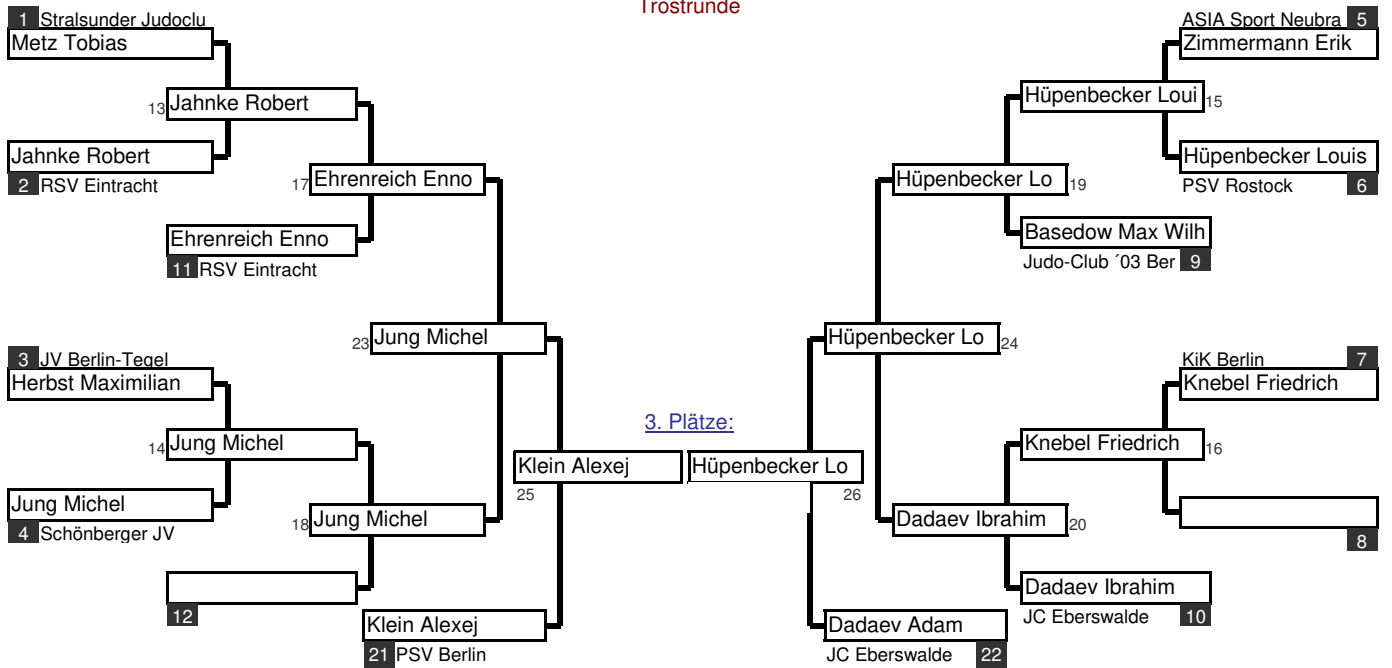 Trostrunde
1 Stralsunder Judoclu
Metz Tobias
ASIA Sport Neubra 5
Zimmermann Erik
13 Jahnke Robert
Hüpenbecker Loui 15
Jahnke Robert
2 RSV Eintracht
Hüpenbecker Louis
PSV Rostock 6
17 Ehrenreich Enno
Hüpenbecker Lo 19
Ehrenreich Enno
11 RSV Eintracht
Basedow Max Wilh
Judo-Club ´03 Ber 9
23 Jung Michel
Hüpenbecker Lo 24
3 JV Berlin-Tegel
Herbst Maximilian
KiK Berlin 7
Knebel Friedrich
3. Plätze:
14 Jung Michel
Knebel Friedrich 16
Klein Alexej
25
Hüpenbecker Lo
26
Jung Michel
4 Schönberger JV
18 Jung Michel
Dadaev Ibrahim 20
8
12
Dadaev Ibrahim
JC Eberswalde 10
Klein Alexej
21 PSV Berlin
Dadaev Adam
JC Eberswalde 22